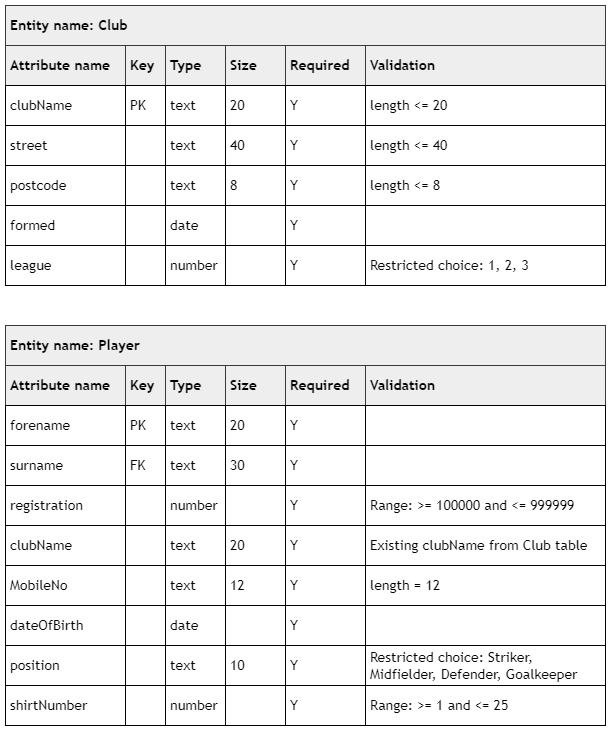 Entity name: Club
Attribute name Key Type Size Required Validation
clubName PK text 20 Y length <= 20
street text 40 Y length <= 40
postcode text 8 Y length <= 8
formed date Y
league number Y Restricted choice: 1, 2, 3
Entity name: Player
Attribute name Key Type Size Required Validation
forename PK text 20 Y
surname FK text 30 Y
registration number Y Range: >= 100000 and <= 999999
clubName text 20 Y Existing clubName from Club table
MobileNo text 12 Y length = 12
dateOfBirth date Y
position text 10 Y Restricted choice: Striker,
Midfielder, Defender, Goalkeeper
shirtNumber number Y Range: >= 1 and <= 25